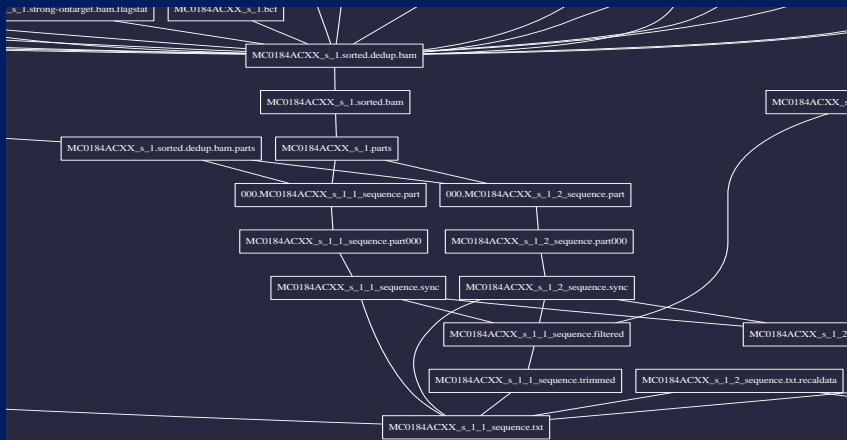 _s_1.strong-ontarget.bam.flagstat
MC0184ACXX_s_1.bcf
MC0184ACXX_s_1.sorted.dedup.bam
MC0184ACXX_s_1.sorted.bam
MC0184ACXX_s
MC0184ACXX_s_1.sorted.dedup.bam.parts
MC0184ACXX_s_1.parts
000.MC0184ACXX_s_1_1_sequence.part
000.MC0184ACXX_s_1_2_sequence.part
MC0184ACXX_s_1_1_sequence.part000
MC0184ACXX_s_1_2_sequence.part000
MC0184ACXX_s_1_1_sequence.sync
MC0184ACXX_s_1_2_sequence.sync
MC0184ACXX_s_1_1_sequence.filtered
MC0184ACXX_s_1_2
MC0184ACXX_s_1_1_sequence.trimmed
MC0184ACXX_s_1_2_sequence.txt.recaldata
MC0184ACXX_s_1_1_sequence.txt